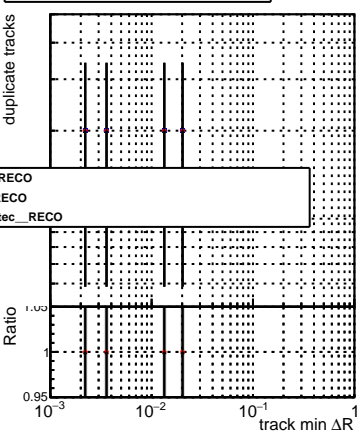 duplicate tracks
RECO
RECO
tec__RECO
Ratio
1.05
1
0.95
10−3
10−2
10−1
1
track min ΔR